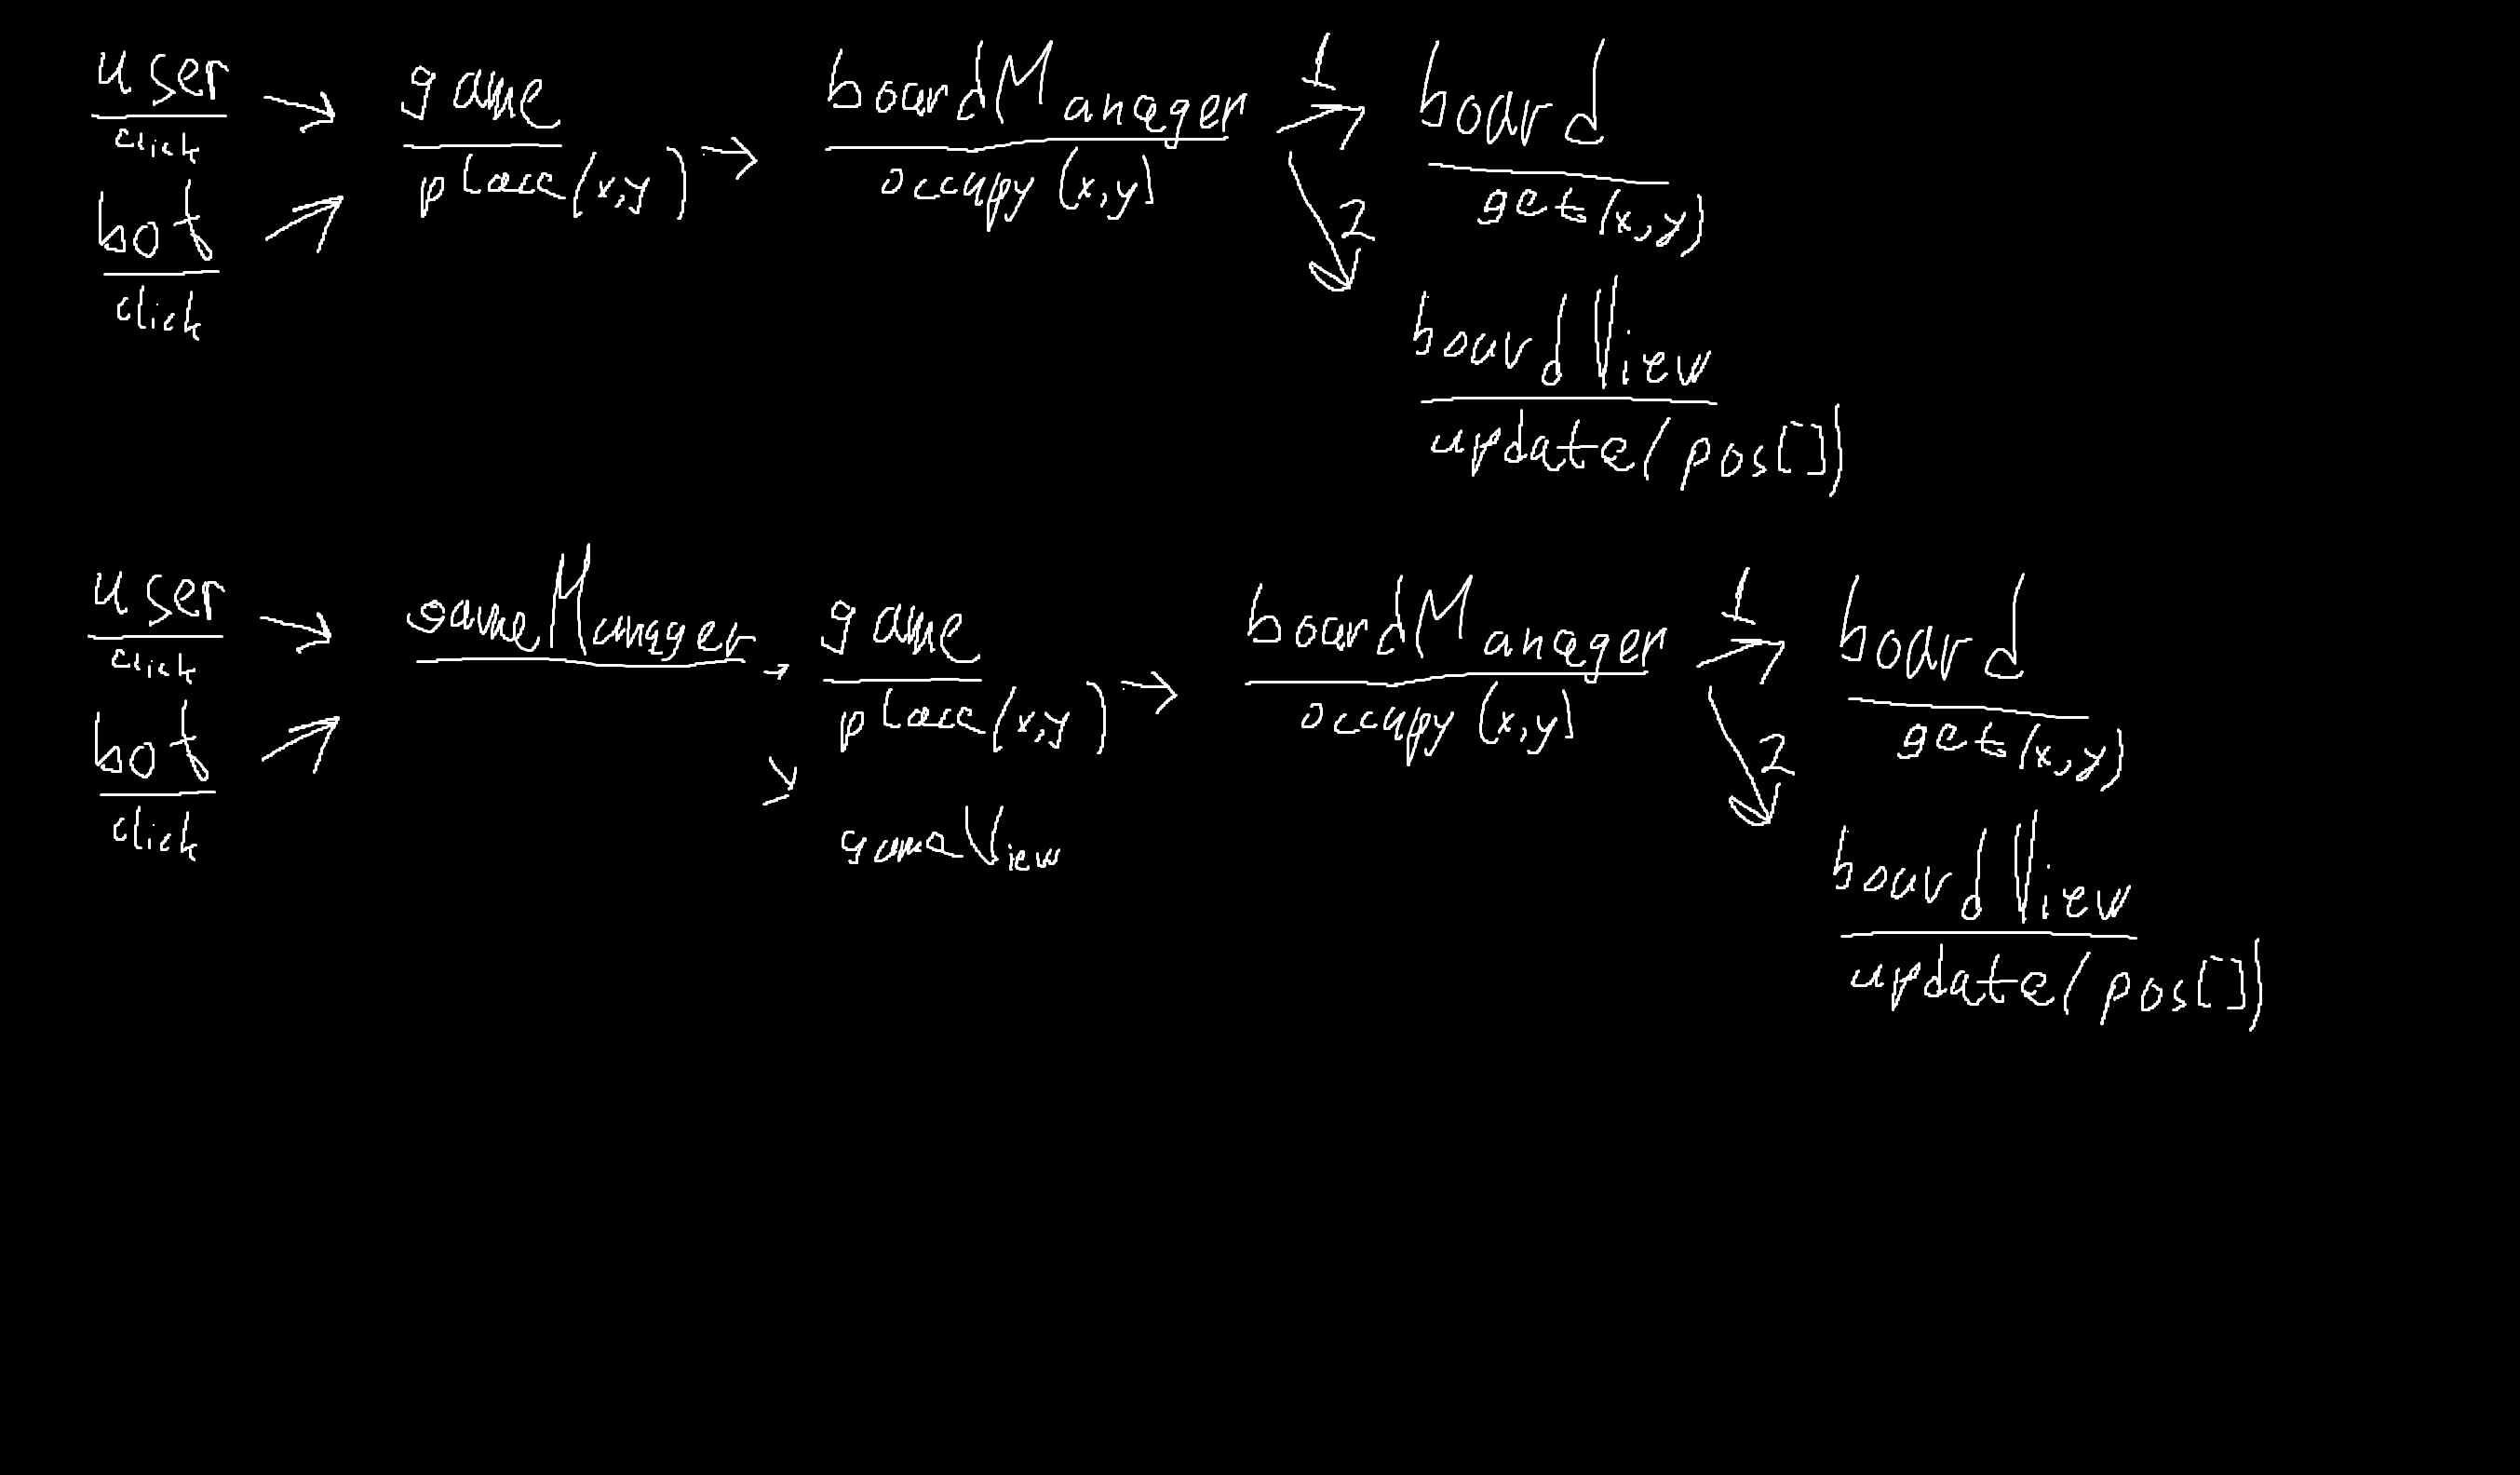 user → game → boardManager 1 → board
click place(x,y) occupy(x,y) get(x,y)
bot 2
click boardView
update(pos[])
user → gameManager → game → boardManager 1 → board
click place(x,y) occupy(x,y) get(x,y)
bot 2
click gameView boardView
update(pos[])